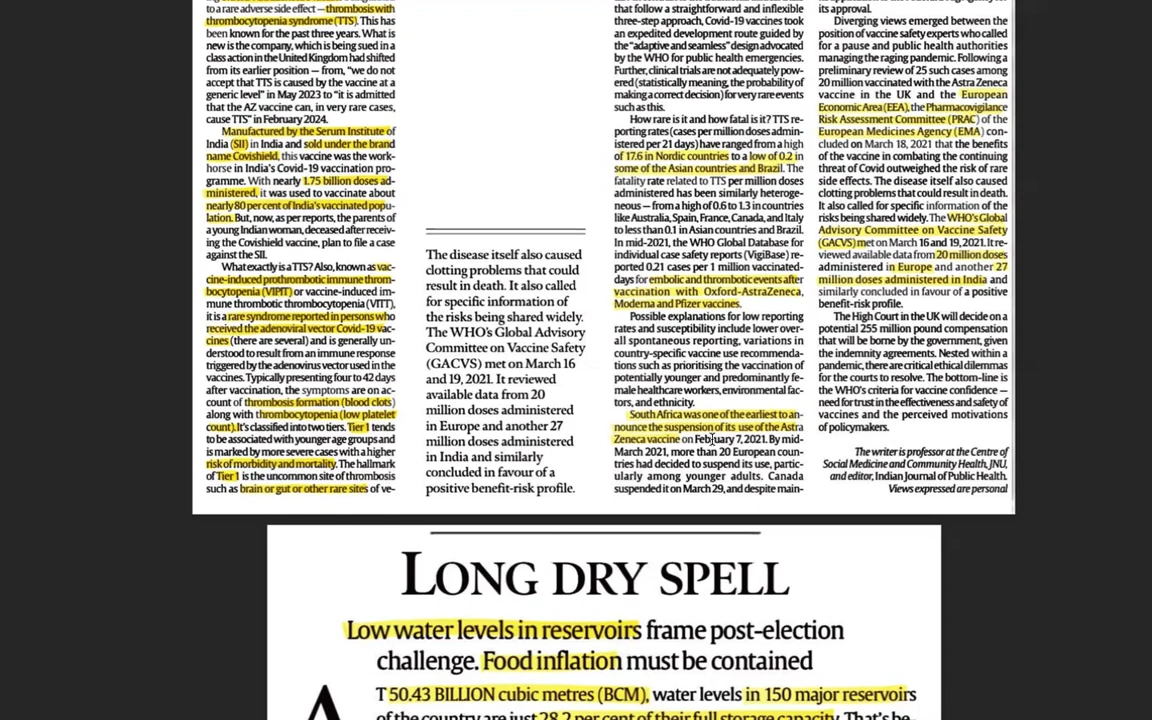 to a rare adverse side effect — thrombosis with
thrombocytopenia syndrome (TTS). This has
been known for the past three years. What is
new is the company, which is being sued in a
class action in the United Kingdom had shifted
from its earlier position — from, "we do not
accept that TTS is caused by the vaccine at a
generic level" in May 2023 to "it is admitted
that the AZ vaccine can, in very rare cases,
cause TTS" in February 2024.
Manufactured by the Serum Institute of
India (SII) in India and sold under the brand
name Covishield, this vaccine was the work-
horse in India's Covid-19 vaccination pro-
gramme. With nearly 1.75 billion doses ad-
ministered, it was used to vaccinate about
nearly 80 per cent of India's vaccinated popu-
lation. But, now, as per reports, the parents of
a young Indian woman, deceased after receiv-
ing the Covishield vaccine, plan to file a case
against the SII.
What exactly is a TTS? Also, known as vac-
cine-induced prothrombotic immune throm-
bocytopenia (VIPIT) or vaccine-induced im-
mune thrombotic thrombocytopenia (VITT),
it is a rare syndrome reported in persons who
received the adenoviral vector Covid-19 vac-
cines (there are several) and is generally un-
derstood to result from an immune response
triggered by the adenovirus vector used in the
vaccines. Typically presenting four to 42 days
after vaccination, the symptoms are on ac-
count of thrombosis formation (blood clots)
along with thrombocytopenia (low platelet
count). It's classified into two tiers. Tier 1 tends
to be associated with younger age groups and
is marked by more severe cases with a higher
risk of morbidity and mortality. The hallmark
of Tier 1 is the uncommon site of thrombosis
such as brain or gut or other rare sites of ve-
The disease itself also caused
clotting problems that could
result in death. It also called
for specific information of
the risks being shared widely.
The WHO's Global Advisory
Committee on Vaccine Safety
(GACVS) met on March 16
and 19, 2021. It reviewed
available data from 20
million doses administered
in Europe and another 27
million doses administered
in India and similarly
concluded in favour of a
positive benefit-risk profile.
that follow a straightforward and inflexible
three-step approach, Covid-19 vaccines took
an expedited development route guided by
the "adaptive and seamless" design advocated
by the WHO for public health emergencies.
Further, clinical trials are not adequately pow-
ered (statistically meaning, the probability of
making a correct decision) for very rare events
such as this.
How rare is it and how fatal is it? TTS re-
porting rates (cases per million doses admin-
istered per 21 days) have ranged from a high
of 17.6 in Nordic countries to a low of 0.2 in
some of the Asian countries and Brazil. The
fatality rate related to TTS per million doses
administered has been similarly heteroge-
neous — from a high of 0.6 to 1.3 in countries
like Australia, Spain, France, Canada, and Italy
to less than 0.1 in Asian countries and Brazil.
In mid-2021, the WHO Global Database for
individual case safety reports (VigiBase) re-
ported 0.21 cases per 1 million vaccinated-
days for embolic and thrombotic events after
vaccination with Oxford-AstraZeneca,
Moderna and Pfizer vaccines.
Possible explanations for low reporting
rates and susceptibility include lower over-
all spontaneous reporting, variations in
country-specific vaccine use recommenda-
tions such as prioritising the vaccination of
potentially younger and predominantly fe-
male healthcare workers, environmental fac-
tors, and ethnicity.
South Africa was one of the earliest to an-
nounce the suspension of its use of the Astra
Zeneca vaccine on February 7, 2021. By mid-
March 2021, more than 20 European coun-
tries had decided to suspend its use, partic-
ularly among younger adults. Canada
suspended it on March 29, and despite main-
its approval.
Diverging views emerged between the
position of vaccine safety experts who called
for a pause and public health authorities
managing the raging pandemic. Following a
preliminary review of 25 such cases among
20 million vaccinated with the Astra Zeneca
vaccine in the UK and the European
Economic Area (EEA), the Pharmacovigilance
Risk Assessment Committee (PRAC) of the
European Medicines Agency (EMA) con-
cluded on March 18, 2021 that the benefits
of the vaccine in combating the continuing
threat of Covid outweighed the risk of rare
side effects. The disease itself also caused
clotting problems that could result in death.
It also called for specific information of the
risks being shared widely. The WHO's Global
Advisory Committee on Vaccine Safety
(GACVS) met on March 16 and 19, 2021. It re-
viewed available data from 20 million doses
administered in Europe and another 27
million doses administered in India and
similarly concluded in favour of a positive
benefit-risk profile.
The High Court in the UK will decide on a
potential 255 million pound compensation
that will be borne by the government, given
the indemnity agreements. Nested within a
pandemic, there are critical ethical dilemmas
for the courts to resolve. The bottom-line is
the WHO's criteria for vaccine confidence —
need for trust in the effectiveness and safety of
vaccines and the perceived motivations
of policymakers.
The writer is professor at the Centre of
Social Medicine and Community Health, JNU,
and editor, Indian Journal of Public Health.
Views expressed are personal
LONG DRY SPELL
Low water levels in reservoirs frame post-election
challenge. Food inflation must be contained
AT 50.43 BILLION cubic metres (BCM), water levels in 150 major reservoirs
of the country are just 28.2 per cent of their full storage capacity. That's be-